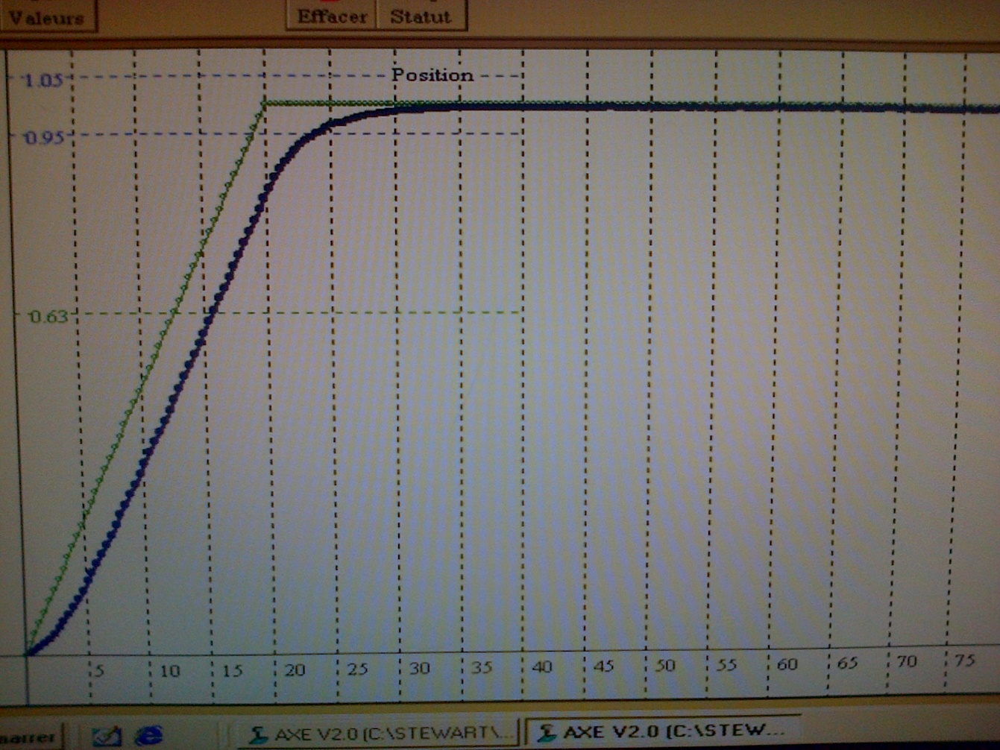 Valeurs
Effacer
Statut
1.05
Position
0.95
0.63
5 10 15 20 25 30 35 40 45 50 55 60 65 70 75
AXE V2.0 (C:\STEWART\...
AXE V2.0 (C:\STEW...